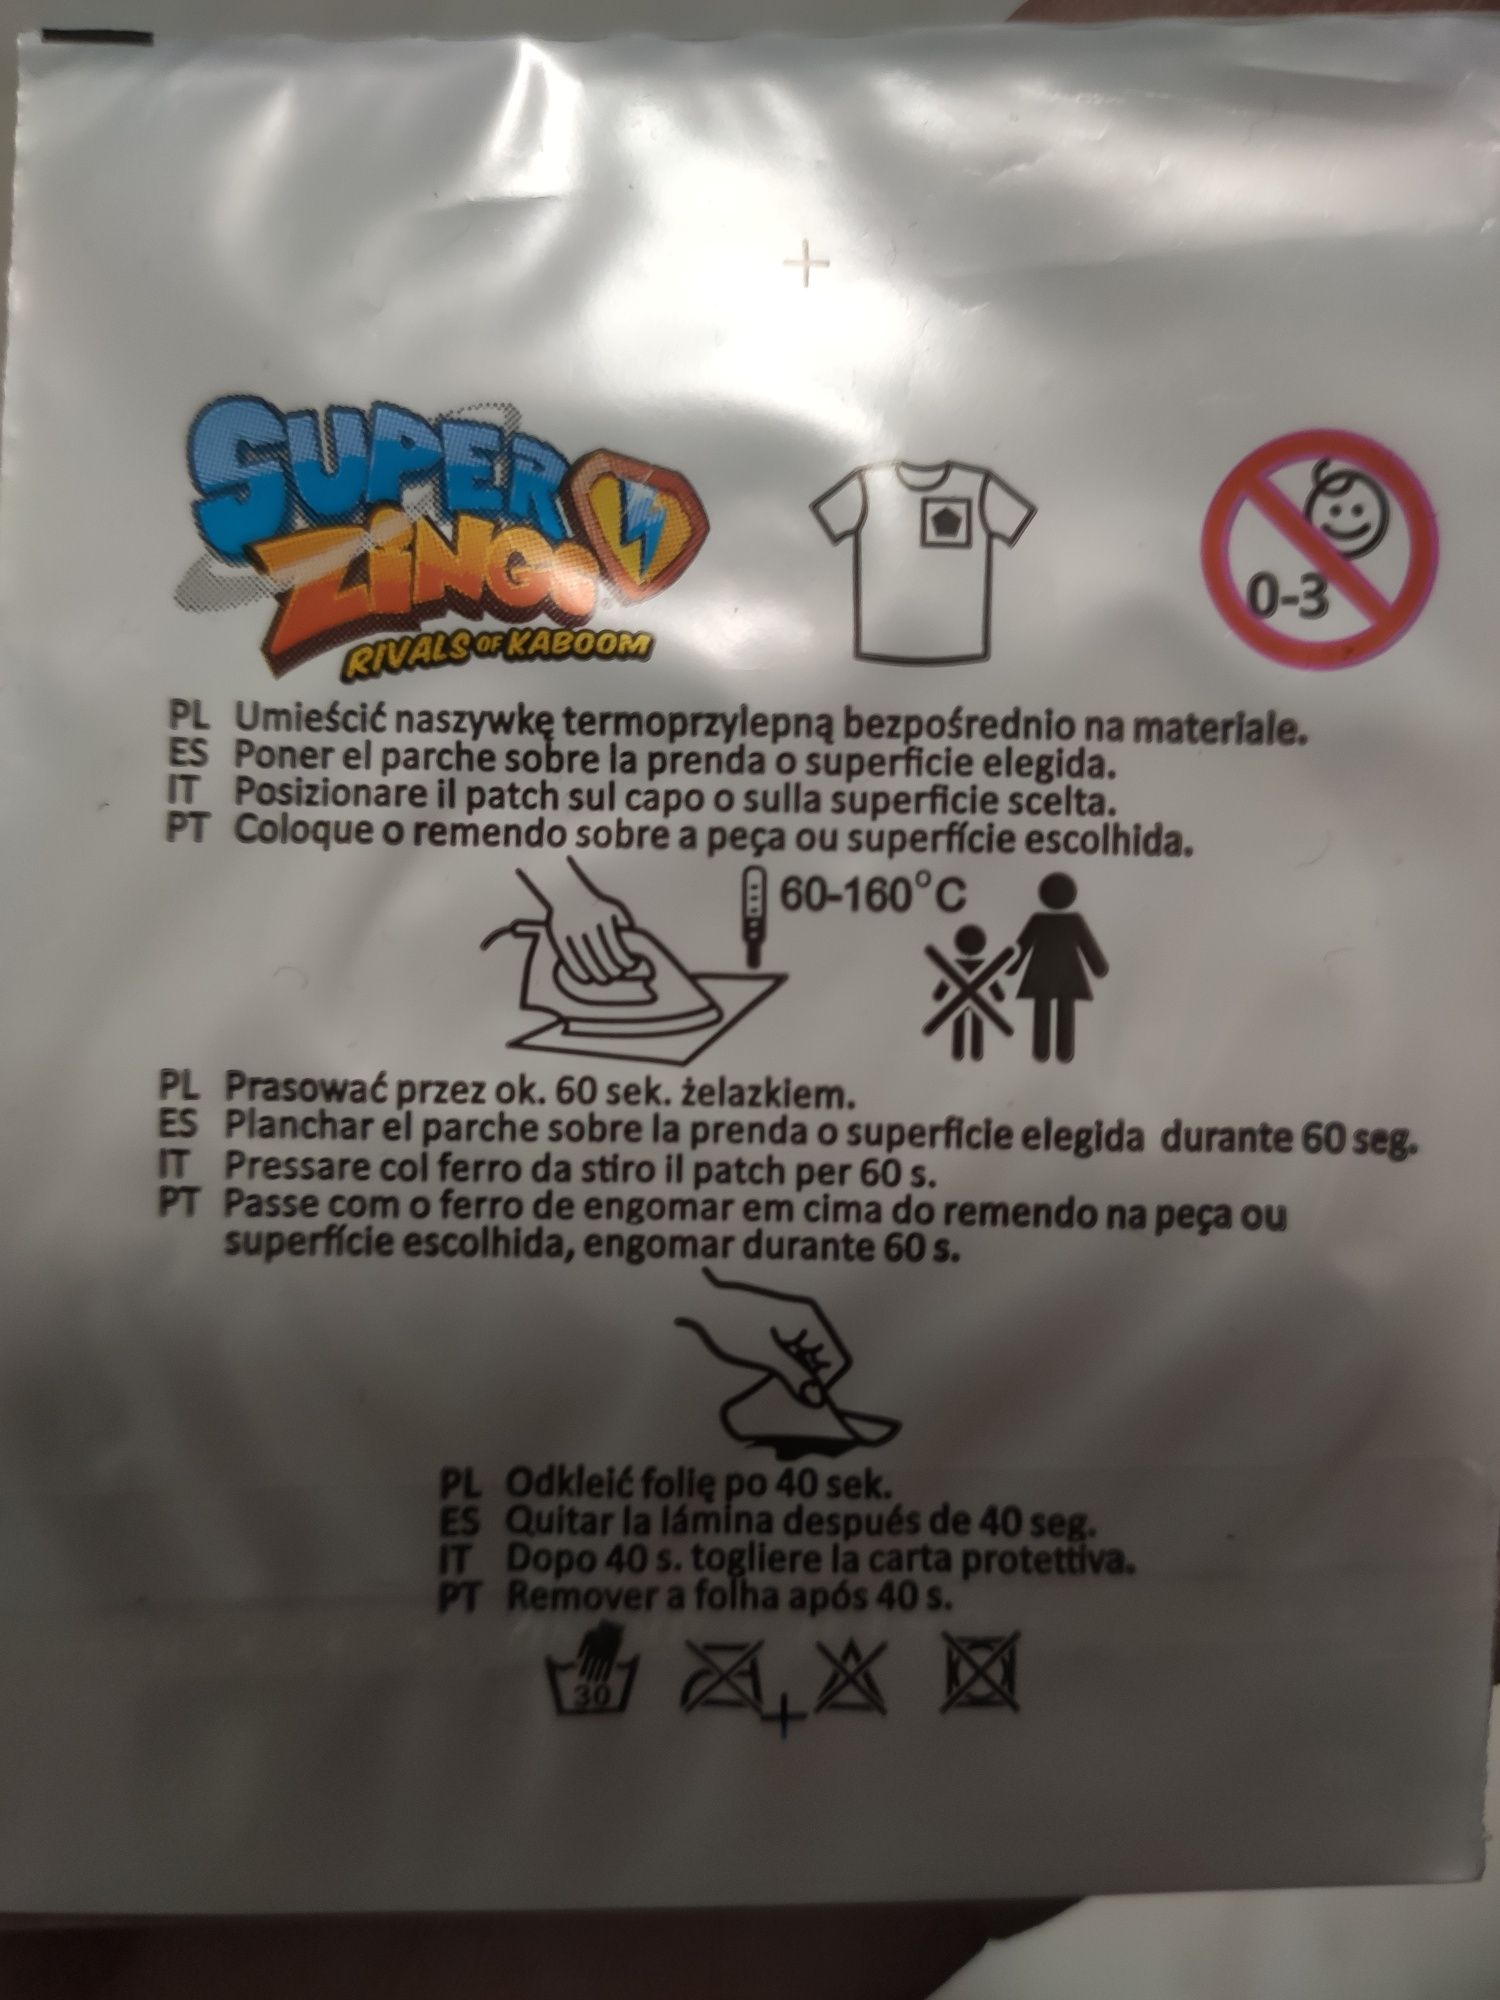 SUPER
ZINGS
RIVALS OF KABOOM
0-3
PL Umieścić naszywkę termoprzylepną bezpośrednio na materiale.
ES Poner el parche sobre la prenda o superficie elegida.
IT Posizionare il patch sul capo o sulla superficie scelta.
PT Coloque o remendo sobre a peça ou superfície escolhida.
60-160°C
PL Prasować przez ok. 60 sek. żelazkiem.
ES Planchar el parche sobre la prenda o superficie elegida durante 60 seg.
IT Pressare col ferro da stiro il patch per 60 s.
PT Passe com o ferro de engomar em cima do remendo na peça ou
superfície escolhida, engomar durante 60 s.
PL Odkleić folię po 40 sek.
ES Quitar la lámina después de 40 seg.
IT Dopo 40 s. togliere la carta protettiva.
PT Remover a folha após 40 s.
30